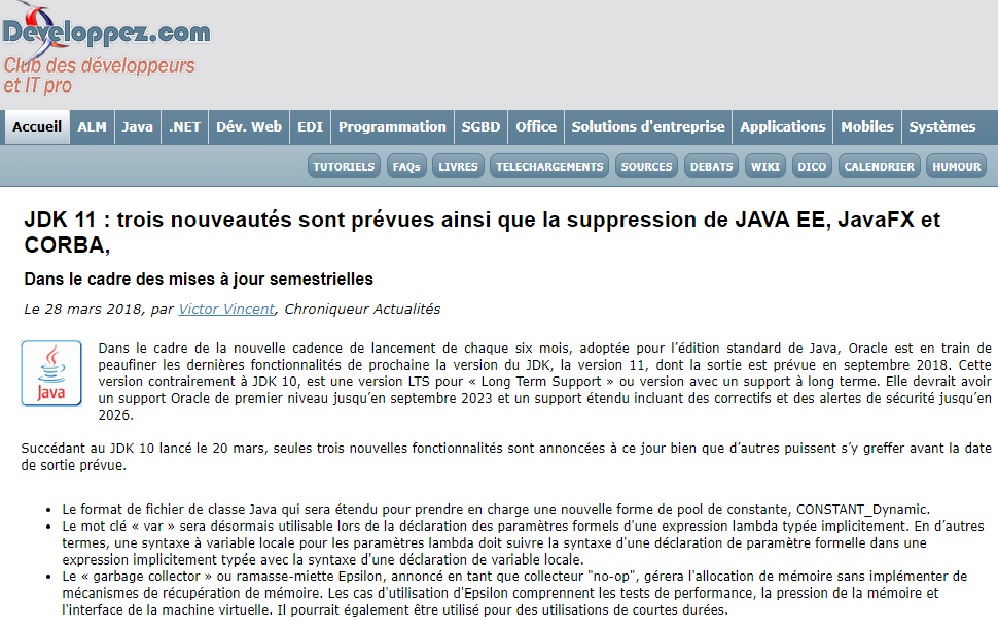 Developpez.com
Club des développeurs
et IT pro
Accueil ALM Java .NET Dév. Web EDI Programmation SGBD Office Solutions d'entreprise Applications Mobiles Systèmes
TUTORIELS FAQs LIVRES TELECHARGEMENTS SOURCES DEBATS WIKI DICO CALENDRIER HUMOUR
JDK 11 : trois nouveautés sont prévues ainsi que la suppression de JAVA EE, JavaFX et
CORBA,
Dans le cadre des mises à jour semestrielles
Le 28 mars 2018, par Victor Vincent, Chroniqueur Actualités
Java
Dans le cadre de la nouvelle cadence de lancement de chaque six mois, adoptée pour l'édition standard de Java, Oracle est en train de
peaufiner les dernières fonctionnalités de prochaine la version du JDK, la version 11, dont la sortie est prévue en septembre 2018. Cette
version contrairement à JDK 10, est une version LTS pour « Long Term Support » ou version avec un support à long terme. Elle devrait avoir
un support Oracle de premier niveau jusqu'en septembre 2023 et un support étendu incluant des correctifs et des alertes de sécurité jusqu'en
2026.
Succédant au JDK 10 lancé le 20 mars, seules trois nouvelles fonctionnalités sont annoncées à ce jour bien que d'autres puissent s'y greffer avant la date
de sortie prévue.
• Le format de fichier de classe Java qui sera étendu pour prendre en charge une nouvelle forme de pool de constante, CONSTANT_Dynamic.
• Le mot clé « var » sera désormais utilisable lors de la déclaration des paramètres formels d'une expression lambda typée implicitement. En d'autres
termes, une syntaxe à variable locale pour les paramètres lambda doit suivre la syntaxe d'une déclaration de paramètre formelle dans une
expression implicitement typée avec la syntaxe d'une déclaration de variable locale.
• Le « garbage collector » ou ramasse-miette Epsilon, annoncé en tant que collecteur "no-op", gérera l'allocation de mémoire sans implémenter de
mécanismes de récupération de mémoire. Les cas d'utilisation d'Epsilon comprennent les tests de performance, la pression de la mémoire et
l'interface de la machine virtuelle. Il pourrait également être utilisé pour des utilisations de courtes durées.